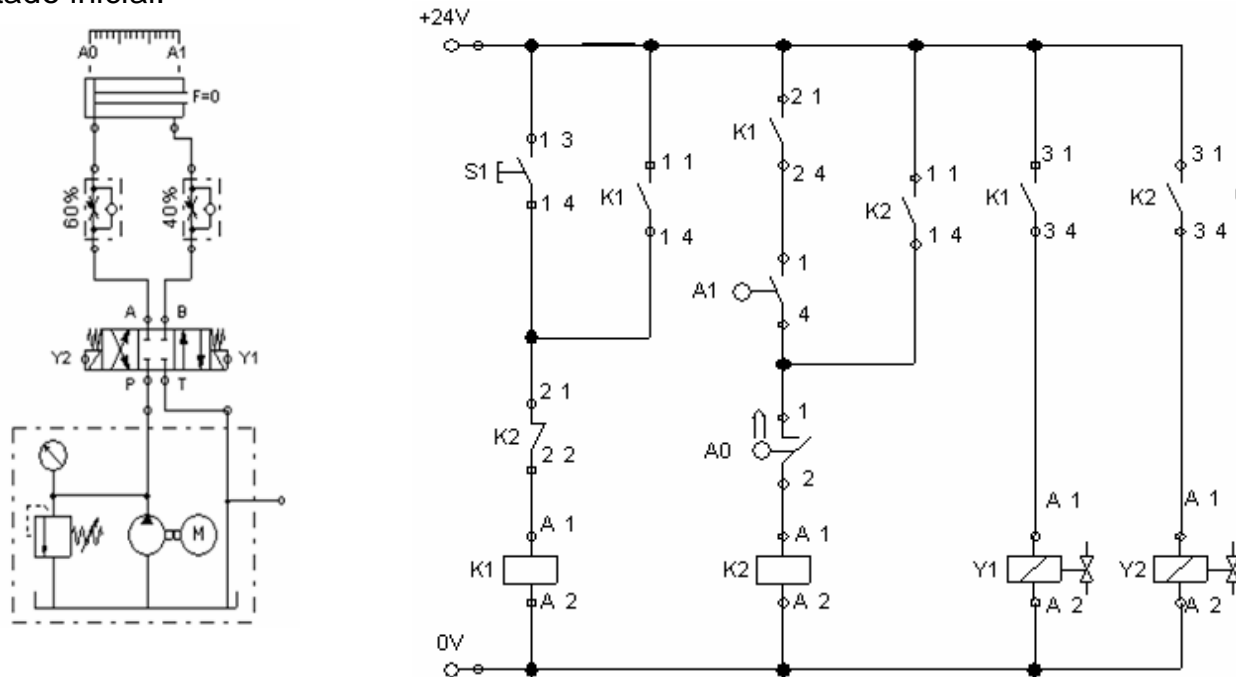 tado inicial.
A0 A1
F=0
60% 40%
A B
Y2 Y1
P T
M
+24V
1 3
S1
1 4
1 1
K1
1 4
2 1
K1
2 4
1 1
K2
1 4
3 1
K1
3 4
3 1
K2
3 4
1
A1
4
2 1
K2
2 2
1
A0
2
A 1
K1
A 2
A 1
K2
A 2
A 1
Y1
A 2
A 1
Y2
A 2
0V